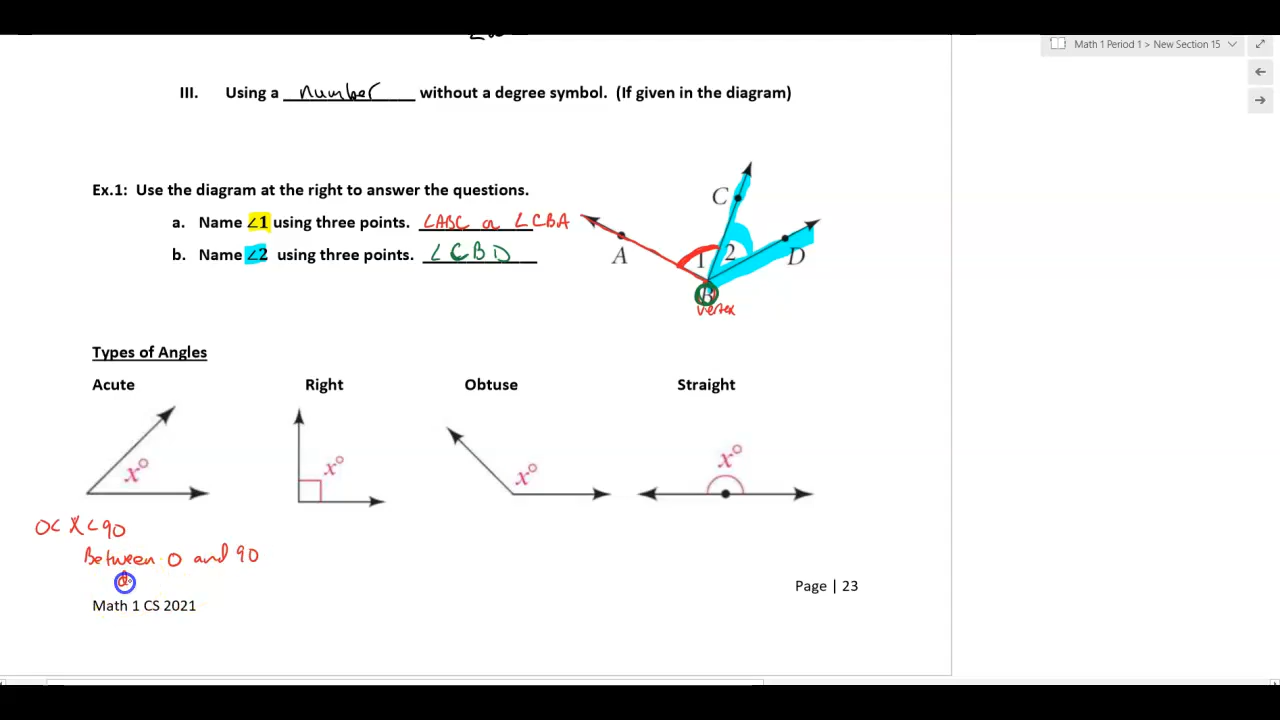 Math 1 Period 1 > New Section 15
III. Using a number without a degree symbol. (If given in the diagram)
Ex.1: Use the diagram at the right to answer the questions.
a. Name ∠1 using three points. ∠ABC or ∠CBA
b. Name ∠2 using three points. ∠CBD
C
A
1
2
D
B
vertex
Types of Angles
Acute Right Obtuse Straight
x° x° x° x°
0< x <90
Between 0 and 90
d
Page | 23
Math 1 CS 2021